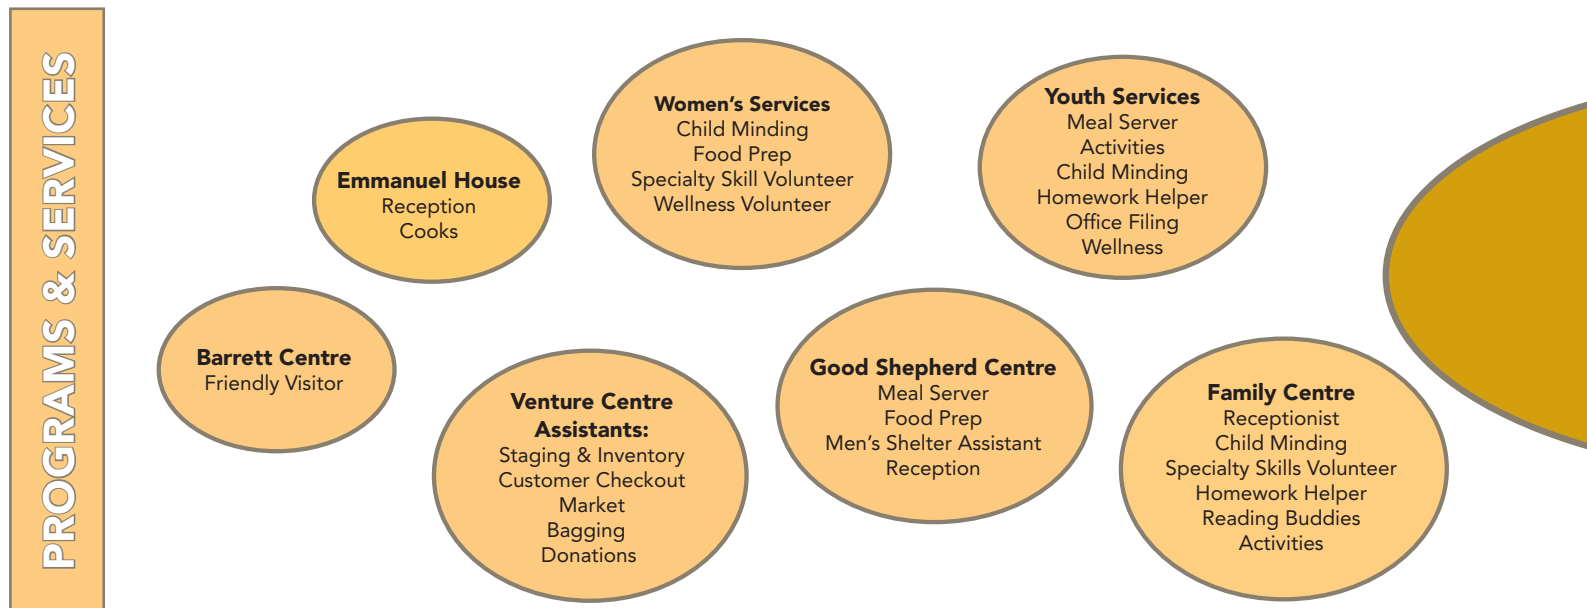 PROGRAMS & SERVICES
Emmanuel House
Reception
Cooks
Women’s Services
Child Minding
Food Prep
Specialty Skill Volunteer
Wellness Volunteer
Youth Services
Meal Server
Activities
Child Minding
Homework Helper
Office Filing
Wellness
Barrett Centre
Friendly Visitor
Venture Centre
Assistants:
Staging & Inventory
Customer Checkout
Market
Bagging
Donations
Good Shepherd Centre
Meal Server
Food Prep
Men’s Shelter Assistant
Reception
Family Centre
Receptionist
Child Minding
Specialty Skills Volunteer
Homework Helper
Reading Buddies
Activities